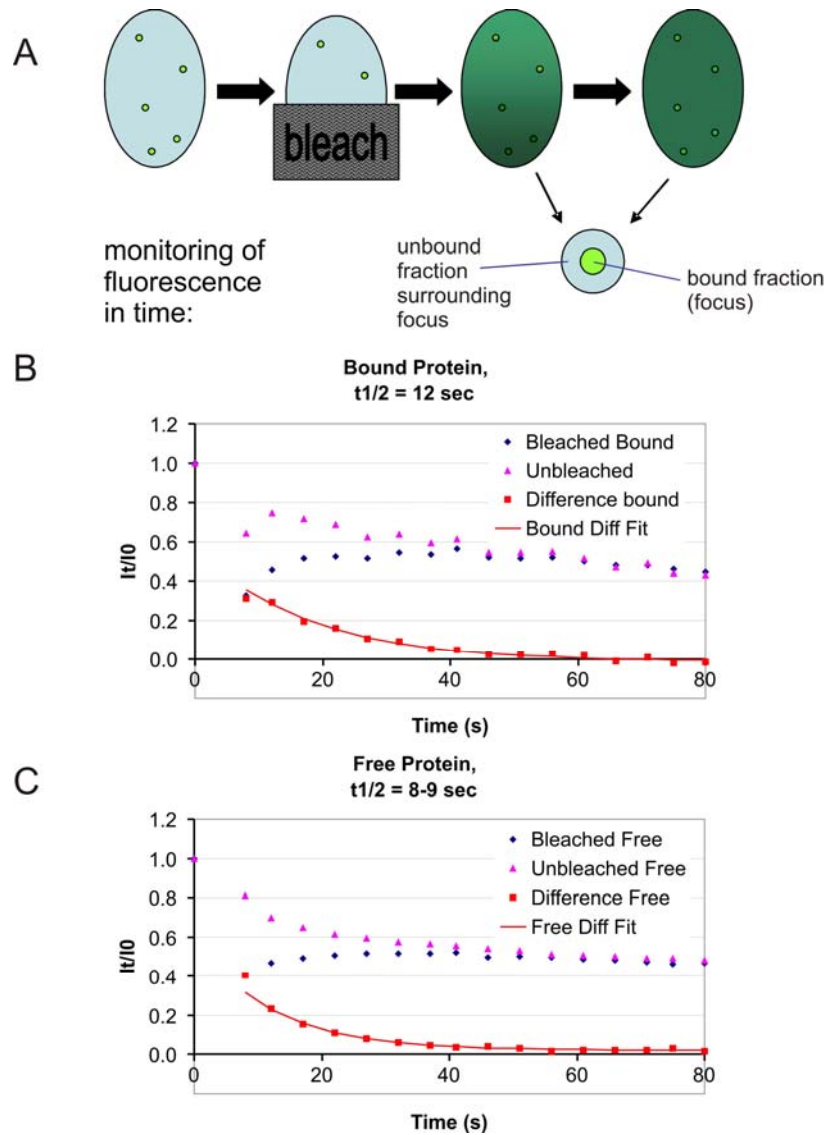 A
bleach
monitoring of
fluorescence
in time:
unbound
fraction
surrounding
focus
bound fraction
(focus)
B
Bound Protein,
t1/2 = 12 sec
1.2
1.0
0.8
0.6
0.4
0.2
0.0
It/I0
Bleached Bound
Unbleached
Difference bound
Bound Diff Fit
0
20
40
60
80
Time (s)
C
Free Protein,
t1/2 = 8-9 sec
1.2
1.0
0.8
0.6
0.4
0.2
0.0
It/I0
Bleached Free
Unbleached Free
Difference Free
Free Diff Fit
0
20
40
60
80
Time (s)